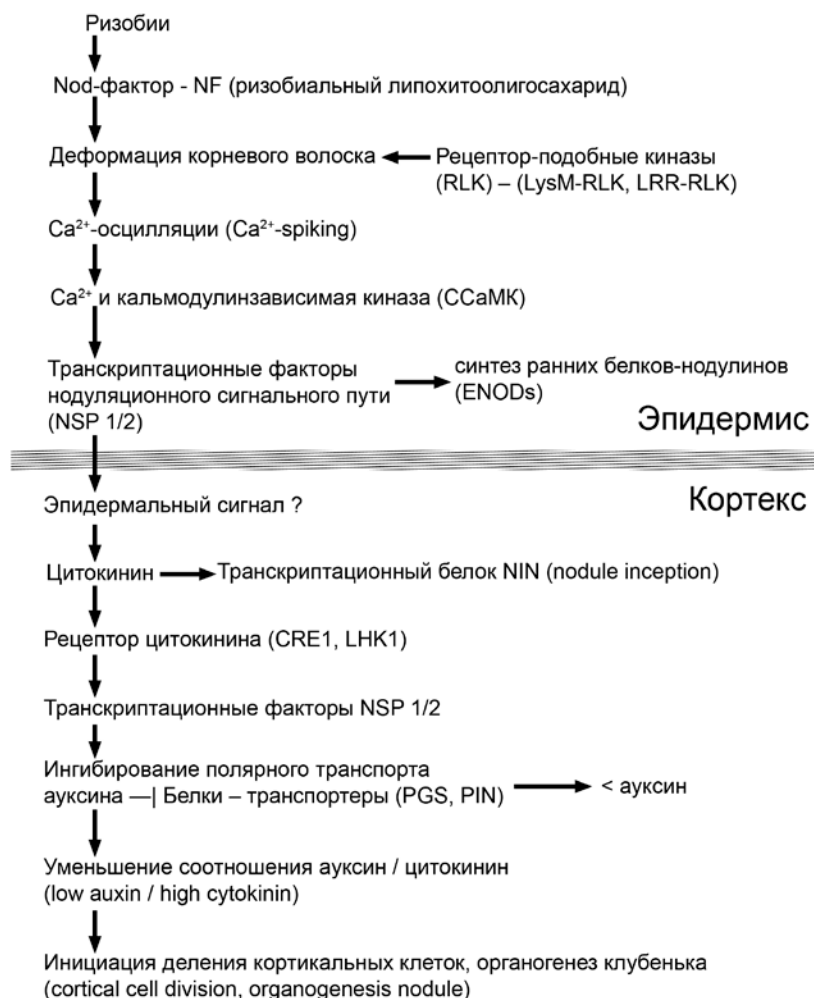 Ризобии
Nod-фактор - NF (ризобиальный липохитоолигосахарид)
Деформация корневого волоска
Рецептор-подобные киназы
(RLK) – (LysM-RLK, LRR-RLK)
Ca²⁺-осцилляции (Ca²⁺-spiking)
Ca²⁺ и кальмодулинзависимая киназа (CCaMK)
Транскриптационные факторы
нодуляционного сигнального пути
(NSP 1/2)
синтез ранних белков-нодулинов
(ENODs)
Эпидермис
Кортекс
Эпидермальный сигнал ?
Цитокинин
Транскриптационный белок NIN (nodule inception)
Рецептор цитокинина (CRE1, LHK1)
Транскриптационные факторы NSP 1/2
Ингибирование полярного транспорта
ауксина —| Белки – транспортеры (PGS, PIN)
< ауксин
Уменьшение соотношения ауксин / цитокинин
(low auxin / high cytokinin)
Инициация деления кортикальных клеток, органогенез клубенька
(cortical cell division, organogenesis nodule)